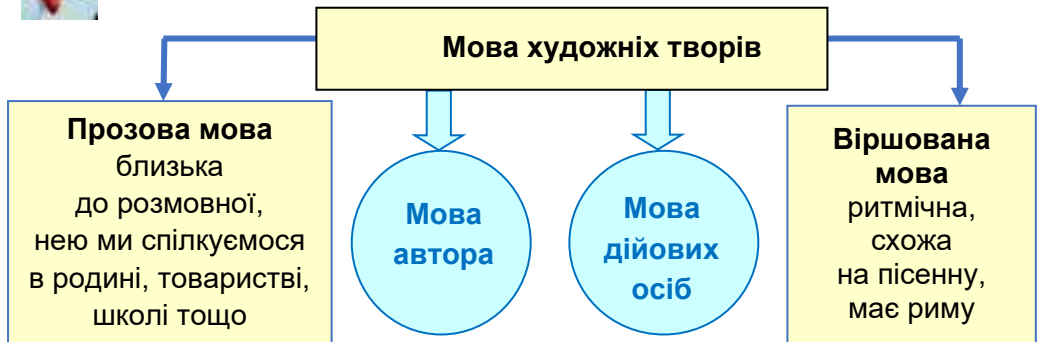 Мова художніх творів
Прозова мова
близька
до розмовної,
нею ми спілкуємося
в родині, товаристві,
школі тощо
Мова
автора
Мова
дійових
осіб
Віршована
мова
ритмічна,
схожа
на пісенну,
має риму